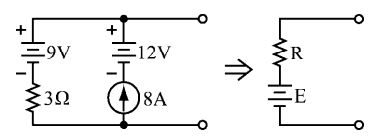 + + R
9V 12V
− − E
3Ω 8A